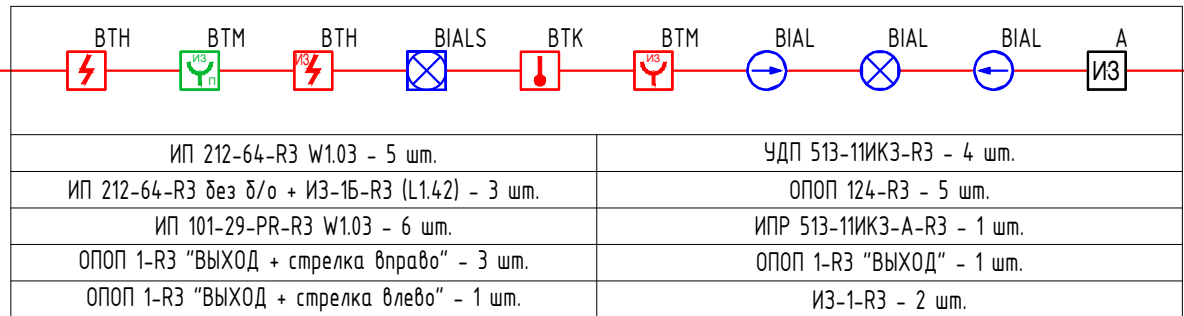 BTH BTM BTH BIALS BTK BTM BIAL BIAL BIAL A
ИЗ П ИЗ ИЗ ИЗ
ИП 212-64-R3 W1.03 - 5 шт.
УДП 513-11ИКЗ-R3 - 4 шт.
ИП 212-64-R3 без б/о + ИЗ-1Б-R3 (L1.42) - 3 шт.
ОПОП 124-R3 - 5 шт.
ИП 101-29-PR-R3 W1.03 - 6 шт.
ИПР 513-11ИКЗ-А-R3 - 1 шт.
ОПОП 1-R3 "ВЫХОД + стрелка вправо" - 3 шт.
ОПОП 1-R3 "ВЫХОД" - 1 шт.
ОПОП 1-R3 "ВЫХОД + стрелка влево" - 1 шт.
ИЗ-1-R3 - 2 шт.